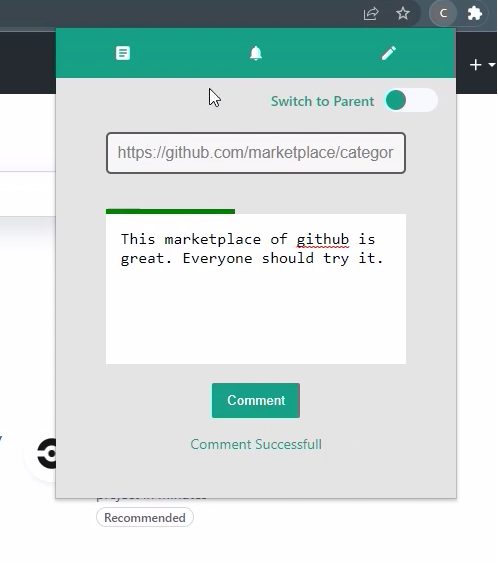 C
Switch to Parent
https://github.com/marketplace/categor
This marketplace of github is
great. Everyone should try it.
Comment
Comment Successfull
Recommended